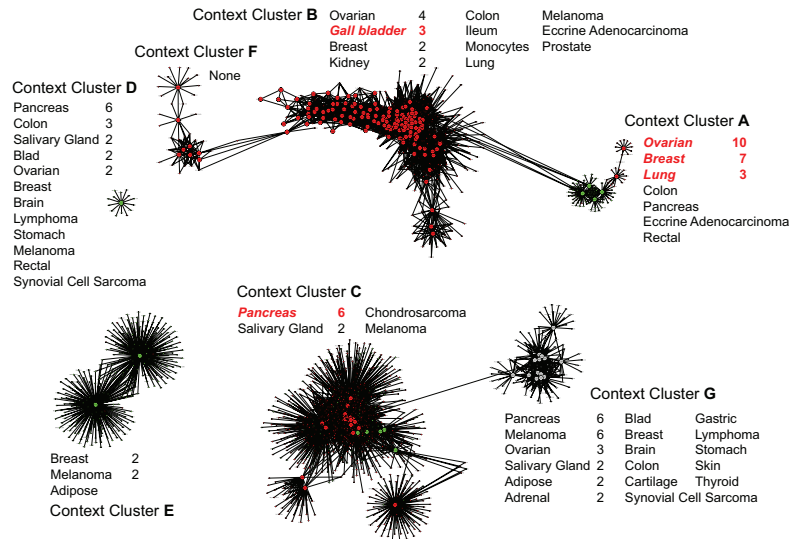 Context Cluster B
Ovarian 4 Colon Melanoma
Gall bladder 3 Ileum Eccrine Adenocarcinoma
Breast 2 Monocytes Prostate
Kidney 2 Lung
Context Cluster F
None
Context Cluster D
Pancreas 6
Colon 3
Salivary Gland 2
Blad 2
Ovarian 2
Breast
Brain
Lymphoma
Stomach
Melanoma
Rectal
Synovial Cell Sarcoma
Context Cluster A
Ovarian 10
Breast 7
Lung 3
Colon
Pancreas
Eccrine Adenocarcinoma
Rectal
Context Cluster C
Pancreas 6 Chondrosarcoma
Salivary Gland 2 Melanoma
Breast 2
Melanoma 2
Adipose
Context Cluster E
Context Cluster G
Pancreas 6 Blad Gastric
Melanoma 6 Breast Lymphoma
Ovarian 3 Brain Stomach
Salivary Gland 2 Colon Skin
Adipose 2 Cartilage Thyroid
Adrenal 2 Synovial Cell Sarcoma